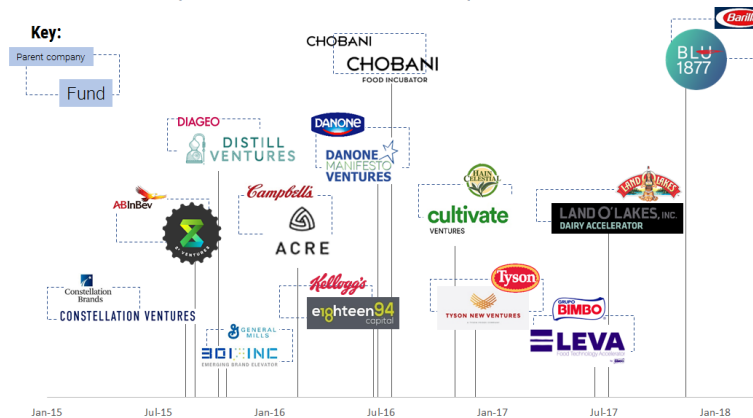 Key:
Parent company
Fund
CHOBANI
CHOBANI
FOOD INCUBATOR
Barilla
BLU
1877
DIAGEO
DISTILL
VENTURES
DANONE
DANONE
MANIFESTO
VENTURES
HAIN
CELESTIAL
cultivate
VENTURES
LAND O LAKES
LAND O'LAKES, INC.
DAIRY ACCELERATOR
ABInBev
Campbell's
ACRE
Constellation
Brands
CONSTELLATION VENTURES
Kellogg's
e1ghteen94
capital
Tyson
TYSON NEW VENTURES
GRUPO
BIMBO
ELEVA
Food Technology Accelerator
GENERAL
MILLS
301 INC
EMERGING BRAND ELEVATOR
Jan-15
Jul-15
Jan-16
Jul-16
Jan-17
Jul-17
Jan-18